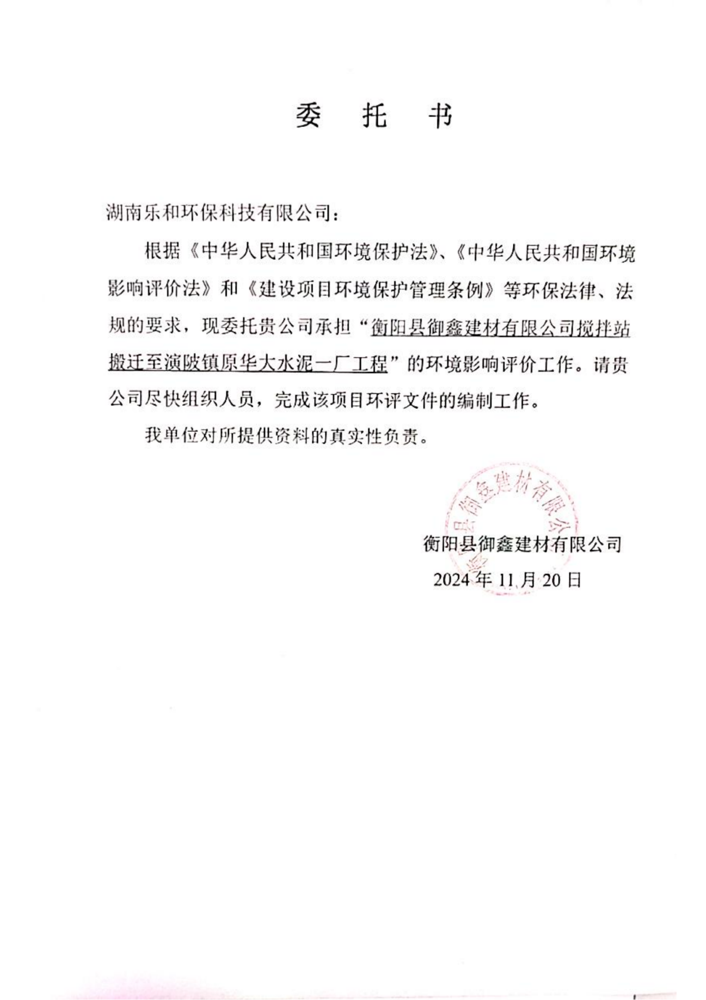 委托书
湖南乐和环保科技有限公司：
根据《中华人民共和国环境保护法》、《中华人民共和国环境
影响评价法》和《建设项目环境保护管理条例》等环保法律、法
规的要求，现委托贵公司承担“衡阳县御鑫建材有限公司搅拌站
搬迁至演陂镇原华大水泥一厂工程”的环境影响评价工作。请贵
公司尽快组织人员，完成该项目环评文件的编制工作。
我单位对所提供资料的真实性负责。
县御鑫建材有限公
衡阳县御鑫建材有限公司
2024年11月20日